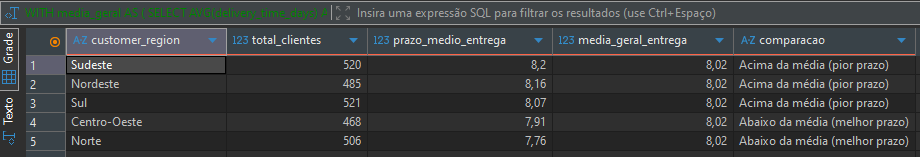 WITH media_geral AS ( SELECT AVG(delivery_time_days) A Insira uma expressão SQL para filtrar os resultados (use Ctrl+Espaço)
Grade
Texto
A-Z customer_region 123 total_clientes 123 prazo_medio_entrega 123 media_geral_entrega A-Z comparacao
1 Sudeste 520 8,2 8,02 Acima da média (pior prazo)
2 Nordeste 485 8,16 8,02 Acima da média (pior prazo)
3 Sul 521 8,07 8,02 Acima da média (pior prazo)
4 Centro-Oeste 468 7,91 8,02 Abaixo da média (melhor prazo)
5 Norte 506 7,76 8,02 Abaixo da média (melhor prazo)